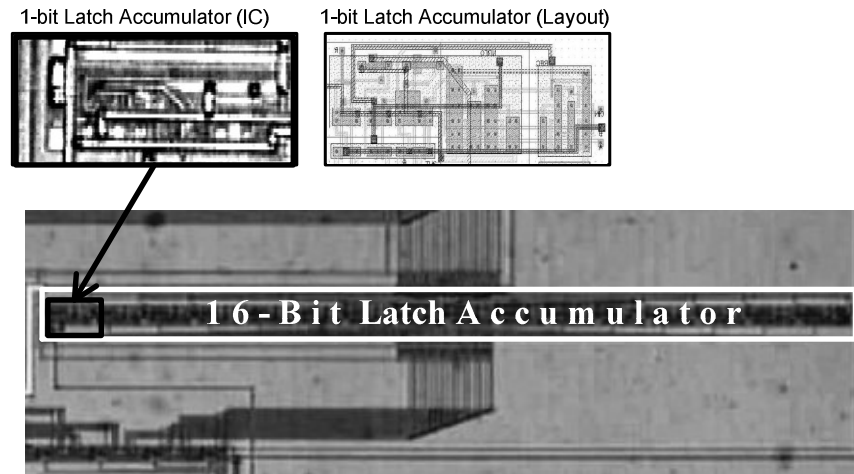 1-bit Latch Accumulator (IC)
1-bit Latch Accumulator (Layout)
16-Bit Latch Accumulator